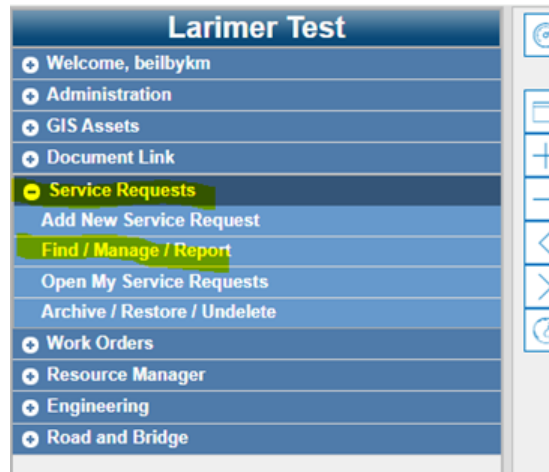 Larimer Test
Welcome, beilbykm
Administration
GIS Assets
Document Link
Service Requests
Add New Service Request
Find / Manage / Report
Open My Service Requests
Archive / Restore / Undelete
Work Orders
Resource Manager
Engineering
Road and Bridge